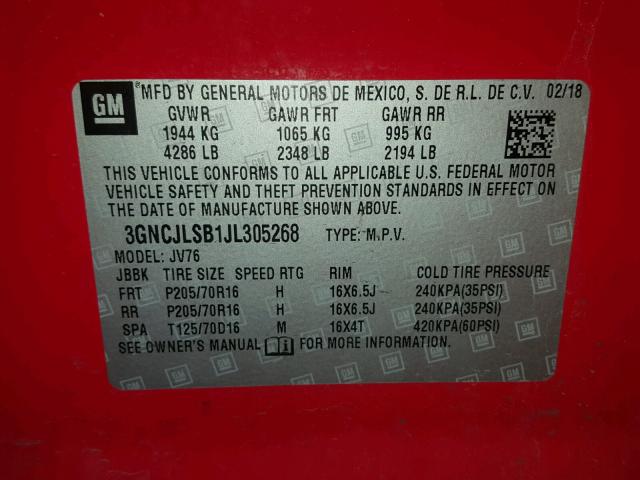 GM MFD BY GENERAL MOTORS DE MEXICO, S. DE R.L. DE C.V. 02/18
GVWR GAWR FRT GAWR RR
1944 KG 1065 KG 995 KG
4286 LB 2348 LB 2194 LB
THIS VEHICLE CONFORMS TO ALL APPLICABLE U.S. FEDERAL MOTOR
VEHICLE SAFETY AND THEFT PREVENTION STANDARDS IN EFFECT ON
THE DATE OF MANUFACTURE SHOWN ABOVE.
3GNCJLSB1JL305268 TYPE: M.P.V.
MODEL: JV76
JBBK TIRE SIZE SPEED RTG RIM COLD TIRE PRESSURE
FRT P205/70R16 H 16X6.5J 240KPA(35PSI)
RR P205/70R16 H 16X6.5J 240KPA(35PSI)
SPA T125/70D16 M 16X4T 420KPA(60PSI)
SEE OWNER'S MANUAL FOR MORE INFORMATION.